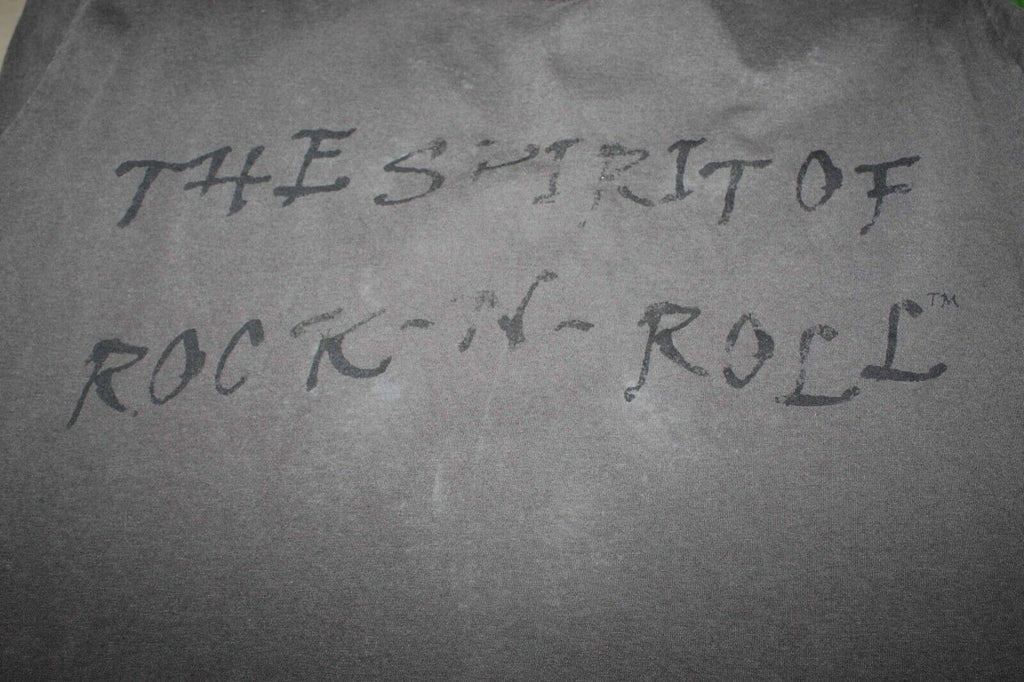 THE SPIRIT OF
ROCK-N-ROLL™